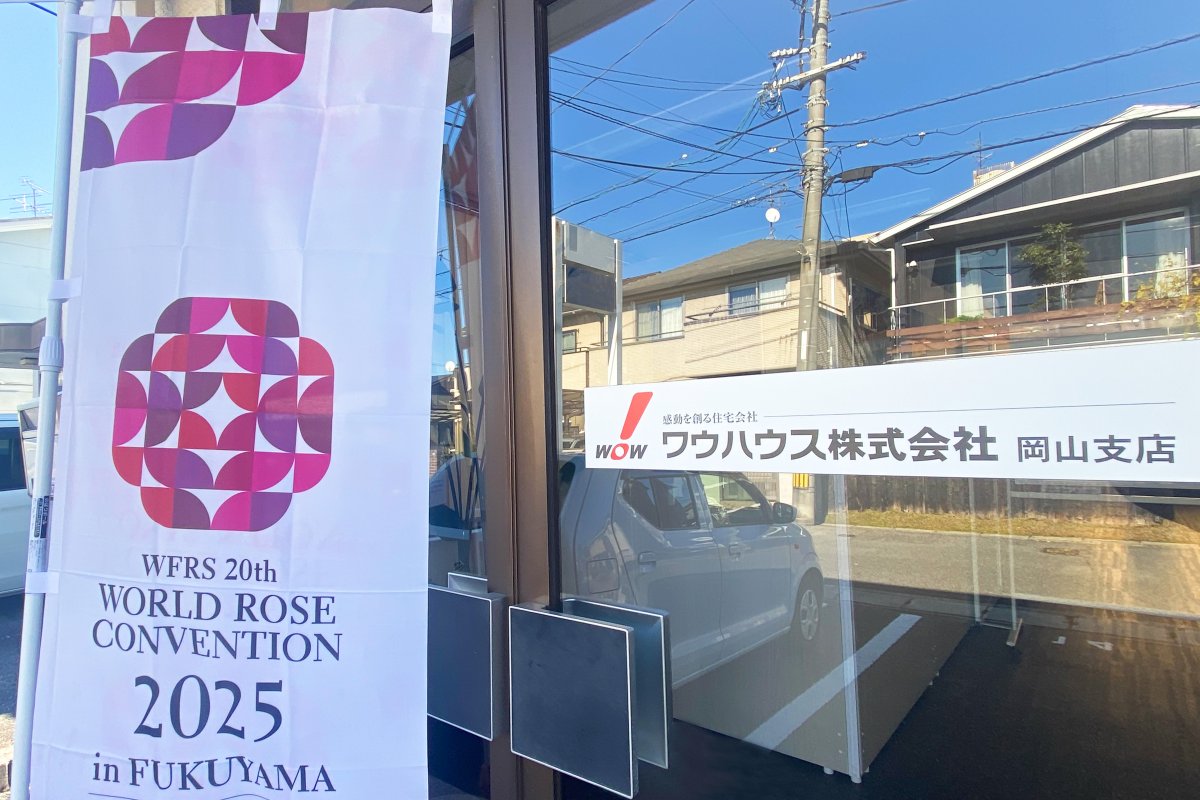 WFRS 20th
WORLD ROSE
CONVENTION
2025
in FUKUYAMA
感動を創る住宅会社
WOW ワウハウス株式会社 岡山支店